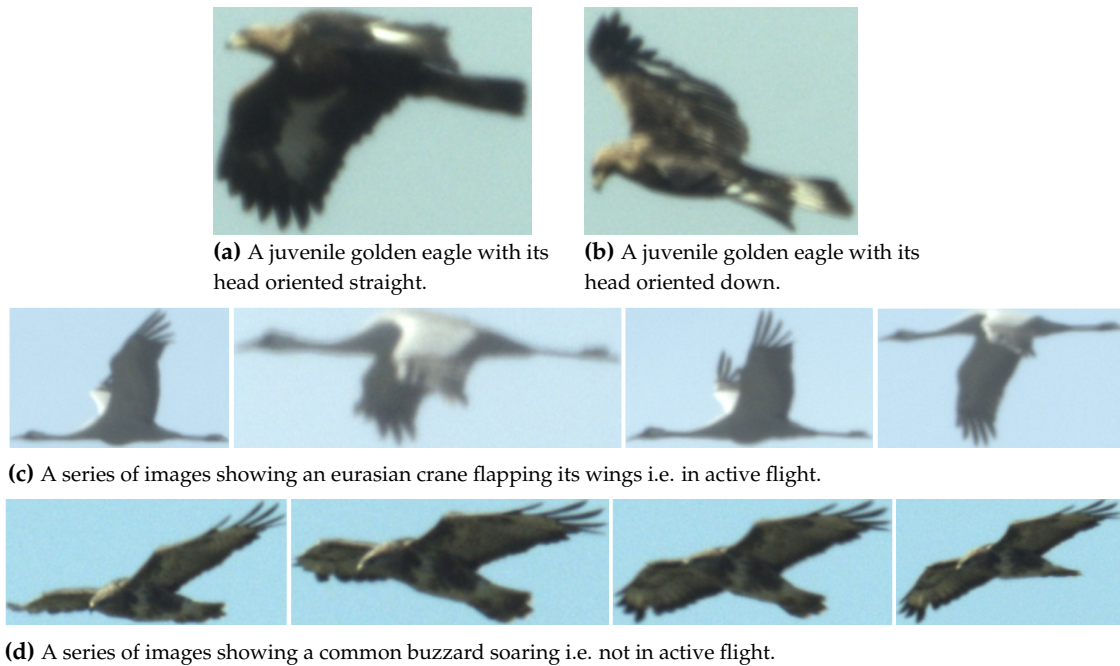 (a) A juvenile golden eagle with its
head oriented straight.
(b) A juvenile golden eagle with its
head oriented down.
(c) A series of images showing an eurasian crane flapping its wings i.e. in active flight.
(d) A series of images showing a common buzzard soaring i.e. not in active flight.